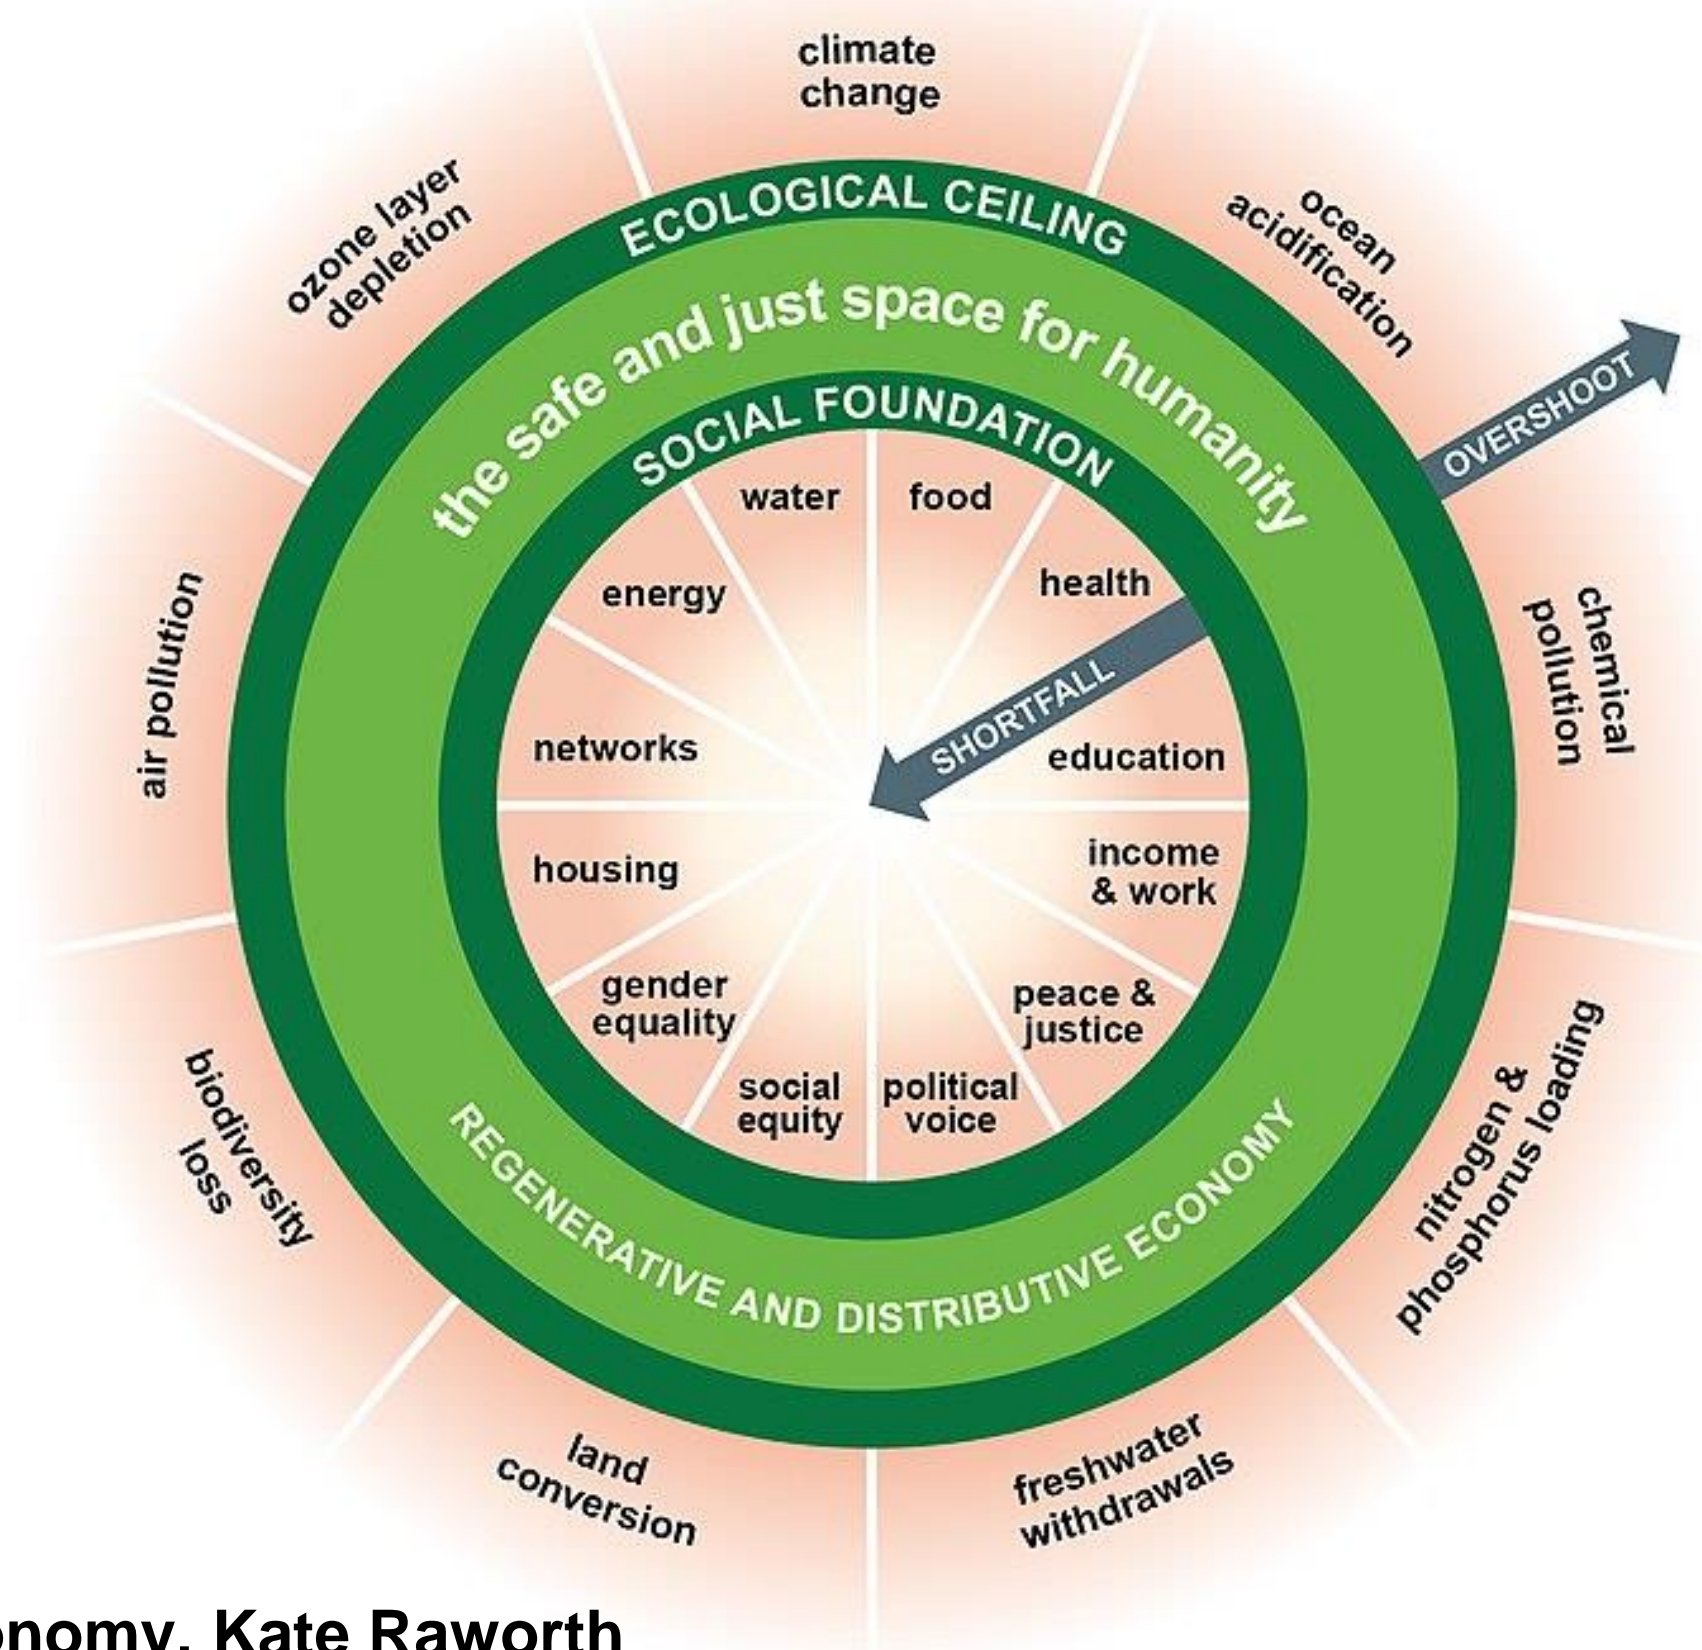 climate
change
ocean
acidification
chemical
pollution
nitrogen &
phosphorus loading
freshwater
withdrawals
land
conversion
biodiversity
loss
air pollution
ozone layer
depletion
ECOLOGICAL CEILING
the safe and just space for humanity
SOCIAL FOUNDATION
OVERSHOOT
water
food
health
SHORTFALL
education
income
& work
peace &
justice
political
voice
social
equity
gender
equality
housing
networks
energy
REGENERATIVE AND DISTRIBUTIVE ECONOMY
onomy, Kate Raworth